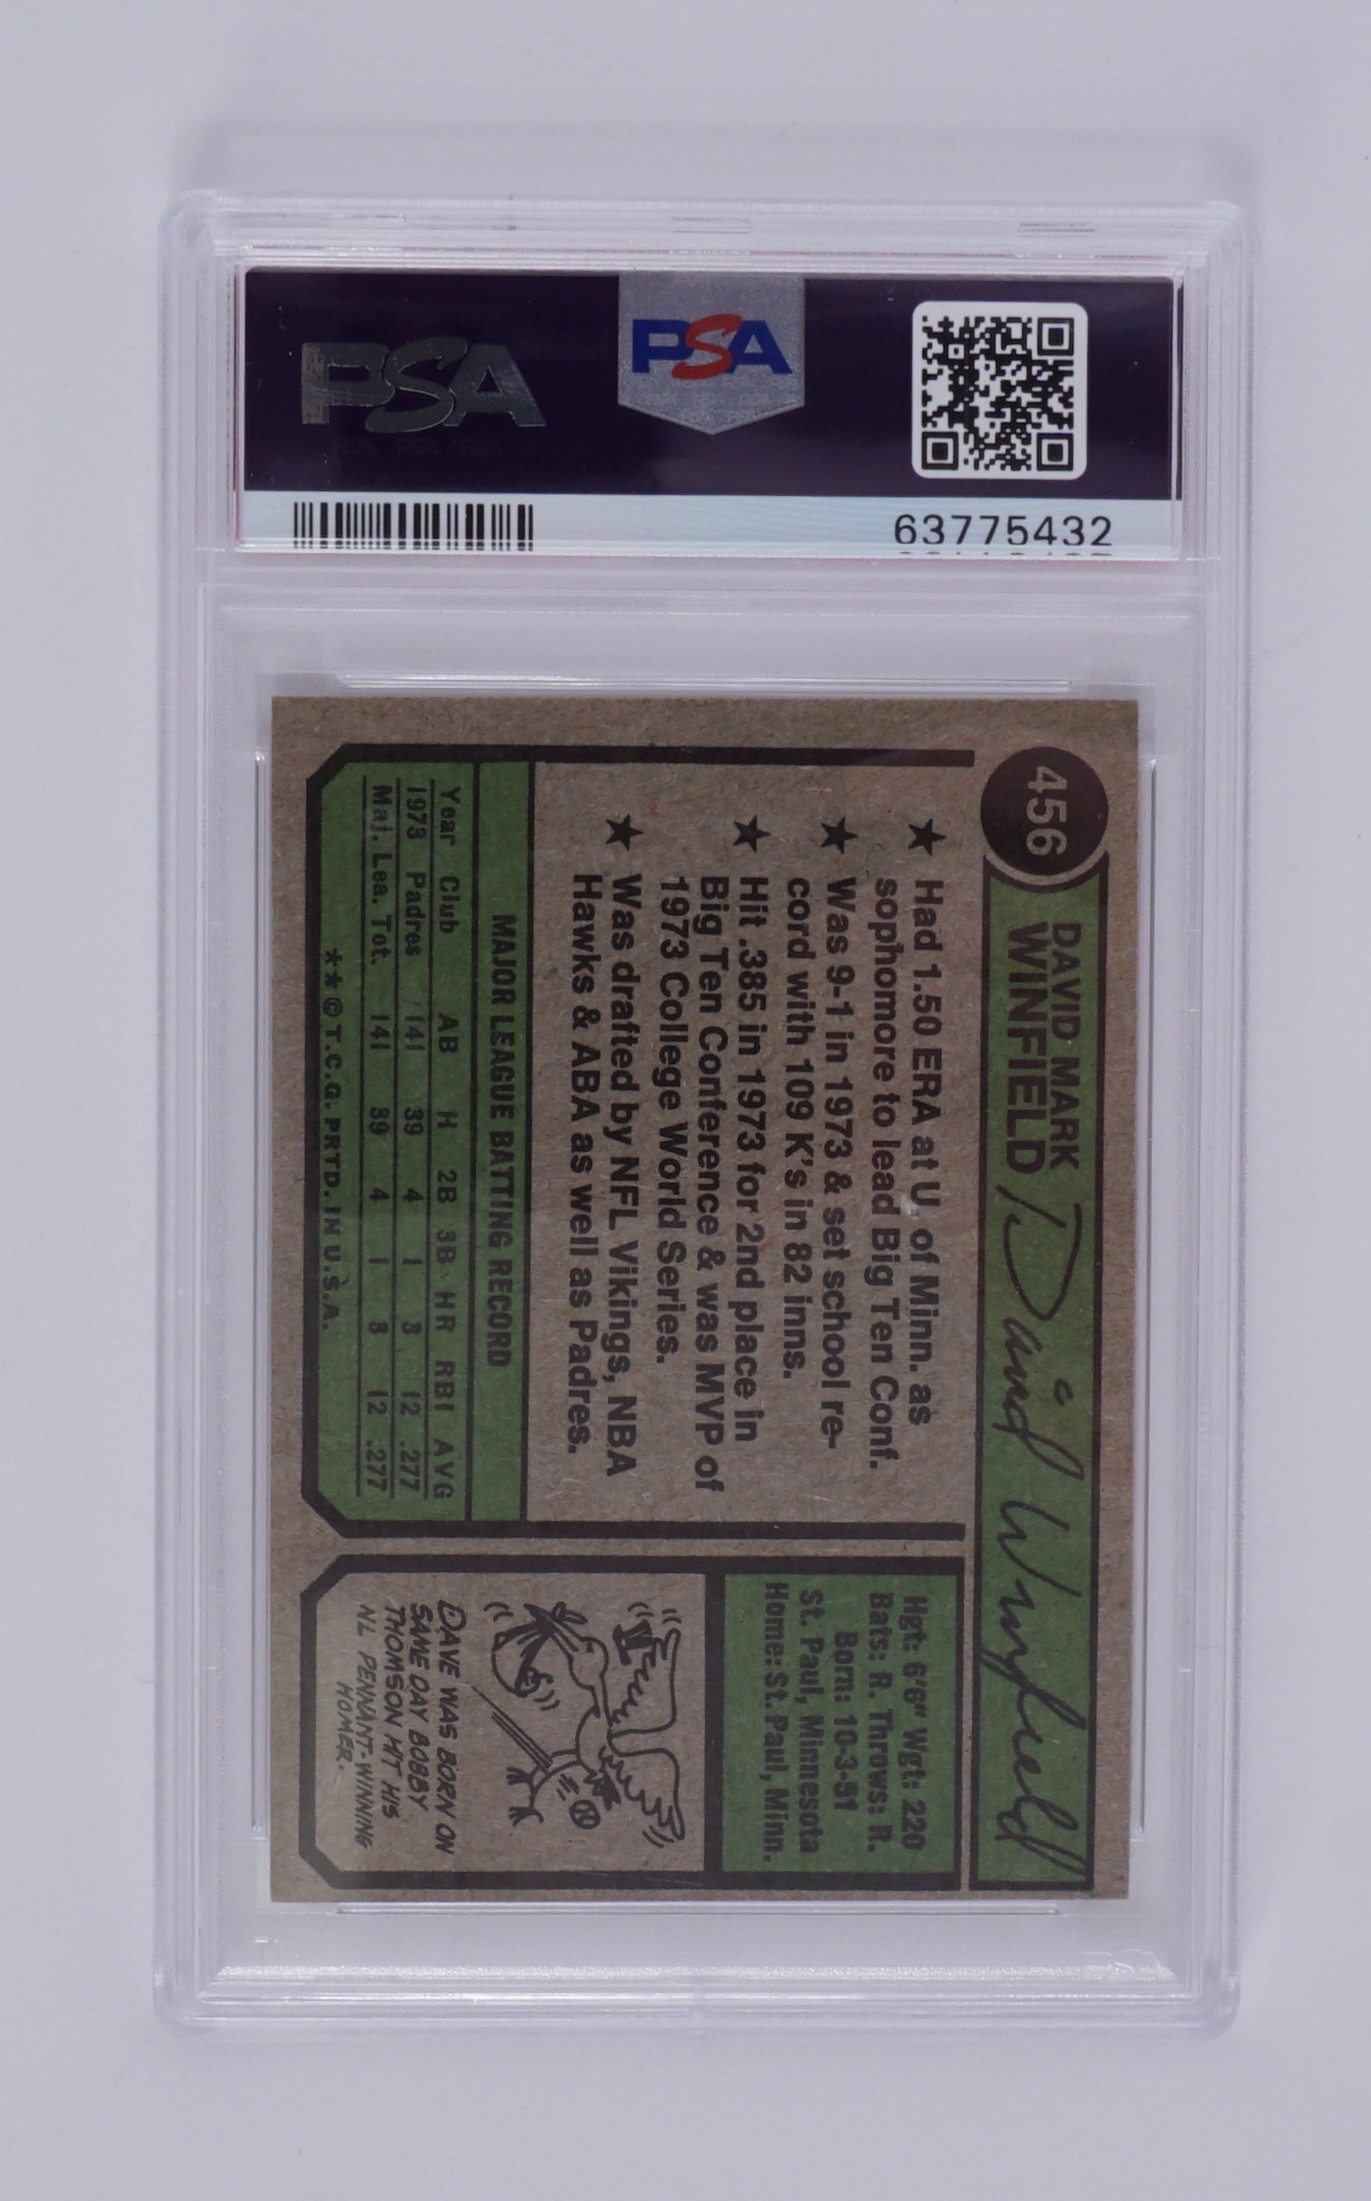 PSA
PSA
63775432
456
DAVID MARK
WINFIELD
David Winfield
★ Had 1.50 ERA at U. of Minn. as
sophomore to lead Big Ten Conf.
★ Was 9-1 in 1973 & set school re-
cord with 109 K's in 82 inns.
★ Hit .385 in 1973 for 2nd place in
Big Ten Conference & was MVP of
1973 College World Series.
★ Was drafted by NFL Vikings, NBA
Hawks & ABA as well as Padres.
MAJOR LEAGUE BATTING RECORD
Year Club AB H 2B 3B HR RBI AVG
1973 Padres 141 39 4 1 3 12 .277
Maj. Lea. Tot. 141 39 4 1 3 12 .277
**©T.C.G. PRTD. IN U.S.A.
Hgt: 6'6" Wgt: 220
Bats: R. Throws: R.
Born: 10-3-51
St. Paul, Minnesota
Home: St. Paul, Minn.
DAVE WAS BORN ON
SAME DAY BOBBY
THOMSON HIT HIS
NL PENNANT-WINNING
HOMER.